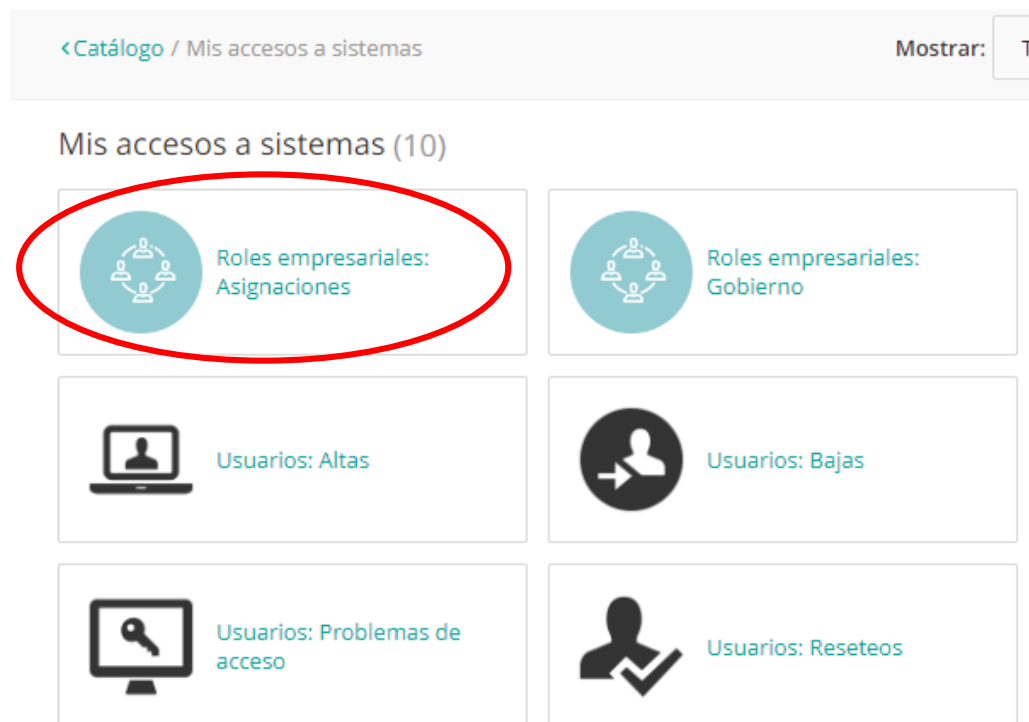 <Catálogo / Mis accesos a sistemas
Mostrar:
Mis accesos a sistemas (10)
Roles empresariales:
Asignaciones
Roles empresariales:
Gobierno
Usuarios: Altas
Usuarios: Bajas
Usuarios: Problemas de
acceso
Usuarios: Reseteos